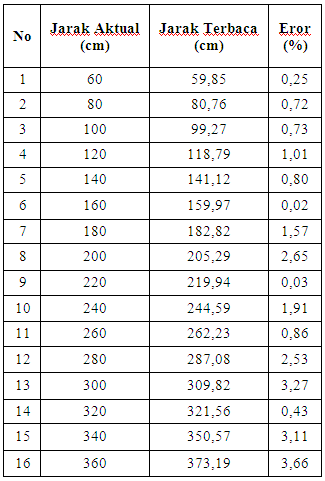 No Jarak Aktual (cm) Jarak Terbaca (cm) Eror (%)
1 60 59,85 0,25
2 80 80,76 0,72
3 100 99,27 0,73
4 120 118,79 1,01
5 140 141,12 0,80
6 160 159,97 0,02
7 180 182,82 1,57
8 200 205,29 2,65
9 220 219,94 0,03
10 240 244,59 1,91
11 260 262,23 0,86
12 280 287,08 2,53
13 300 309,82 3,27
14 320 321,56 0,43
15 340 350,57 3,11
16 360 373,19 3,66